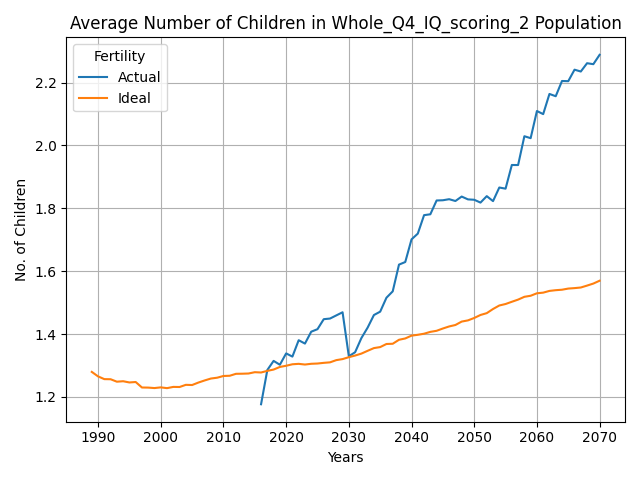 Average Number of Children in Whole_Q4_IQ_scoring_2 Population
Fertility
Actual
Ideal
No. of Children
2.2
2.0
1.8
1.6
1.4
1.2
1990 2000 2010 2020 2030 2040 2050 2060 2070
Years